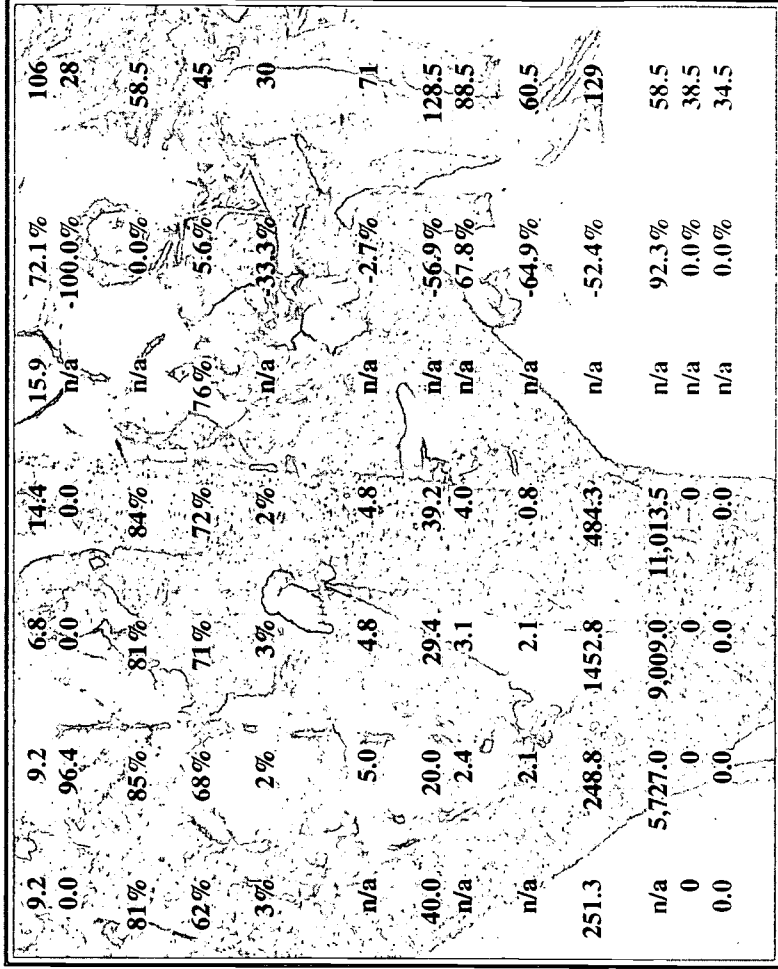 9.2 9.2 6.8 14.4 15.9 72.1% 106
0.0 96.4 0.0 0.0 n/a -100.0% 28
81% 85% 81% 84% n/a 0.0% 58.5
62% 68% 71% 72% 76% 5.6% 45
3% 2% 3% 2% n/a -33.3% 30
n/a 5.0 4.8 4.8 n/a -2.7% 71
40.0 20.0 29.4 39.2 n/a -56.9% 128.5
n/a 2.4 3.1 4.0 n/a 67.8% 88.5
n/a 2.1 2.1 0.8 n/a -64.9% 60.5
251.3 248.8 1452.8 484.3 n/a -52.4% 129
n/a 5,727.0 9,009.0 11,013.5 n/a 92.3% 58.5
0 0 0 0 n/a 0.0% 38.5
0.0 0.0 0.0 0.0 n/a 0.0% 34.5